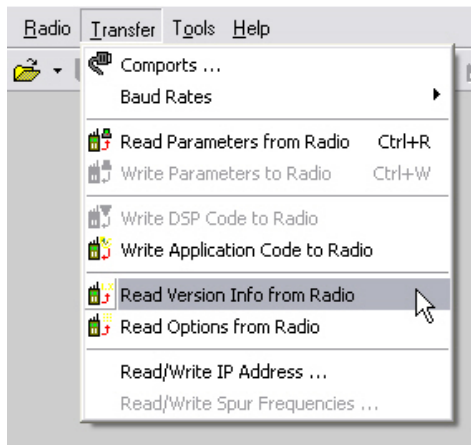 Radio Transfer Tools Help
Comports ...
Baud Rates
Read Parameters from Radio Ctrl+R
Write Parameters to Radio Ctrl+W
Write DSP Code to Radio
Write Application Code to Radio
Read Version Info from Radio
Read Options from Radio
Read/Write IP Address ...
Read/Write Spur Frequencies ...